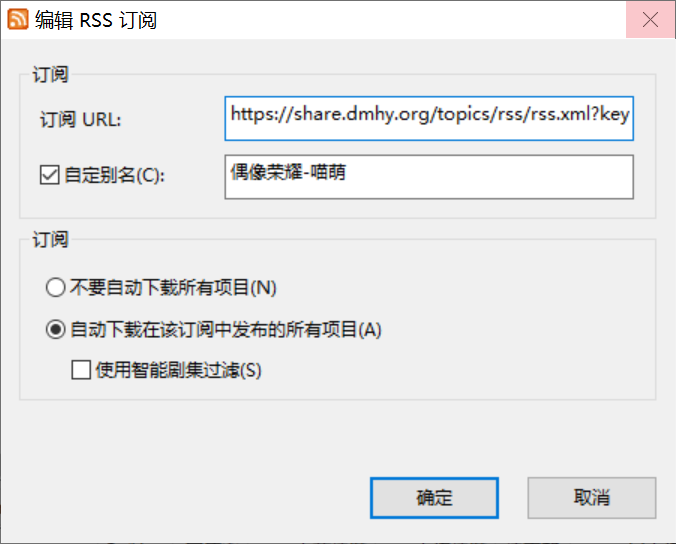 编辑 RSS 订阅
订阅
订阅 URL:
https://share.dmhy.org/topics/rss/rss.xml?key
自定别名(C):
偶像荣耀-喵萌
订阅
不要自动下载所有项目(N)
自动下载在该订阅中发布的所有项目(A)
使用智能剧集过滤(S)
确定
取消